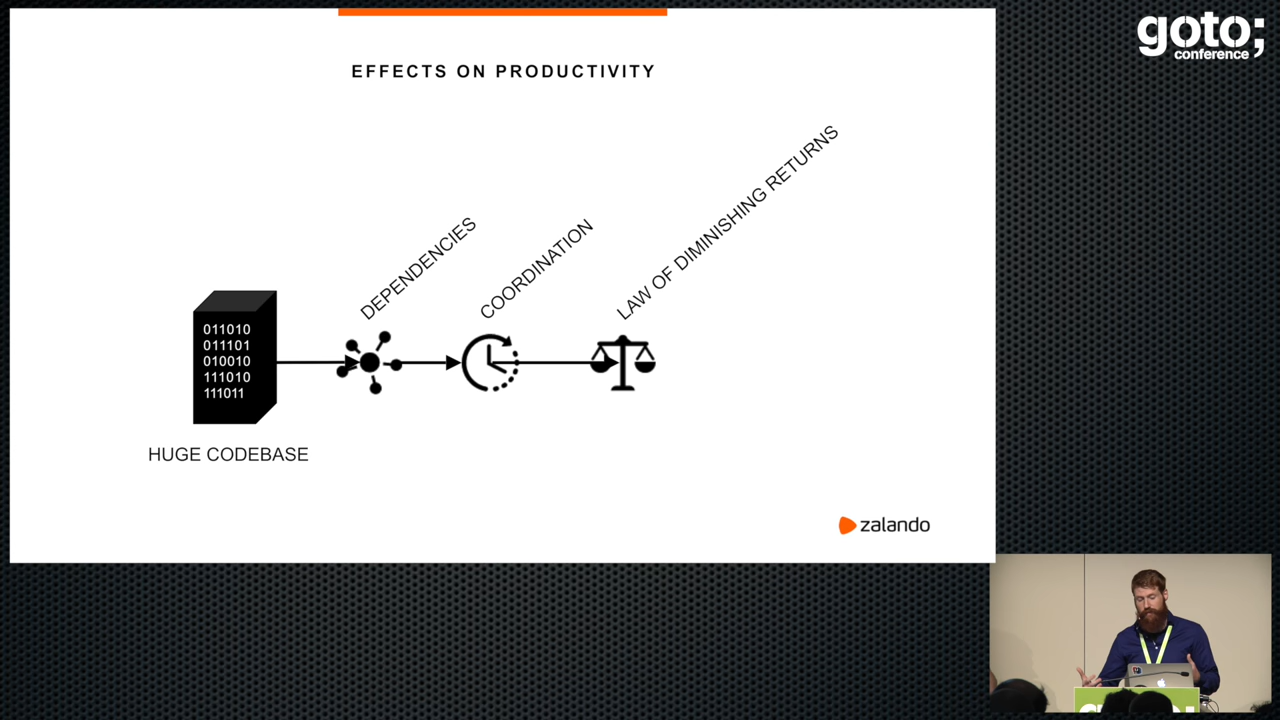 goto;
conference
EFFECTS ON PRODUCTIVITY
DEPENDENCIES
COORDINATION
LAW OF DIMINISHING RETURNS
011010
011101
010010
111010
111011
HUGE CODEBASE
zalando